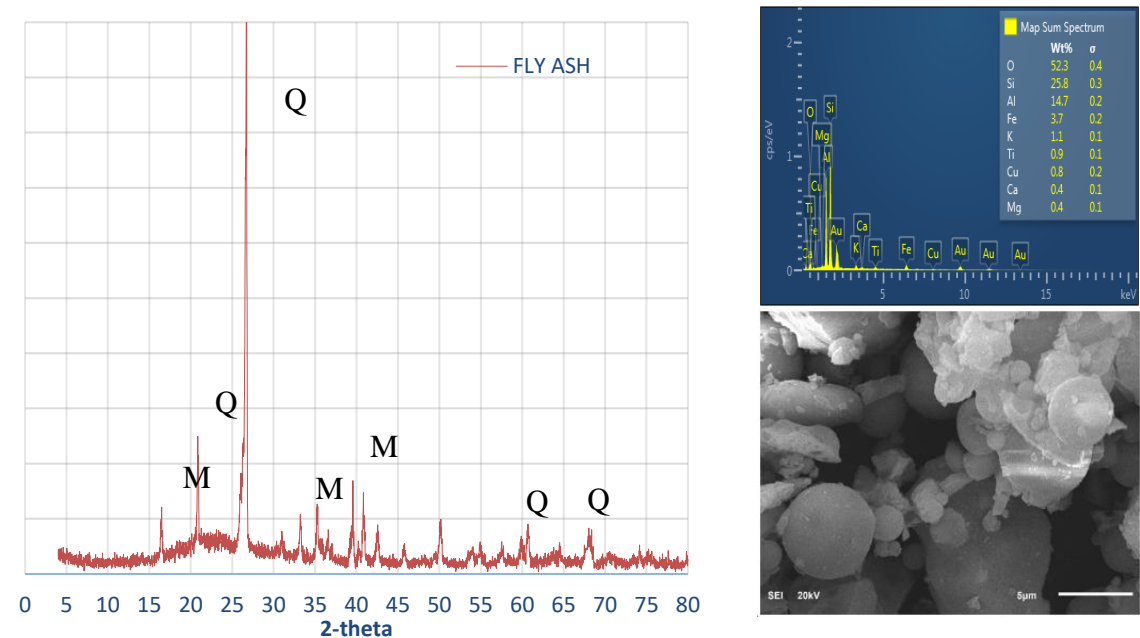 FLY ASH
Q
Q
M
M
M
Q
Q
0 5 10 15 20 25 30 35 40 45 50 55 60 65 70 75 80
2-theta
Map Sum Spectrum
Wt% σ
O 52.3 0.4
Si 25.8 0.3
Al 14.7 0.2
Fe 3.7 0.2
K 1.1 0.1
Ti 0.9 0.1
Cu 0.8 0.2
Ca 0.4 0.1
Mg 0.4 0.1
cps/eV
2
1
0
O Si
Mg
Al
Cu
Ti
Fe Au
Ca
K Ti Fe Cu Au Au Au
5 10 15 keV
SEI 20kV 5µm